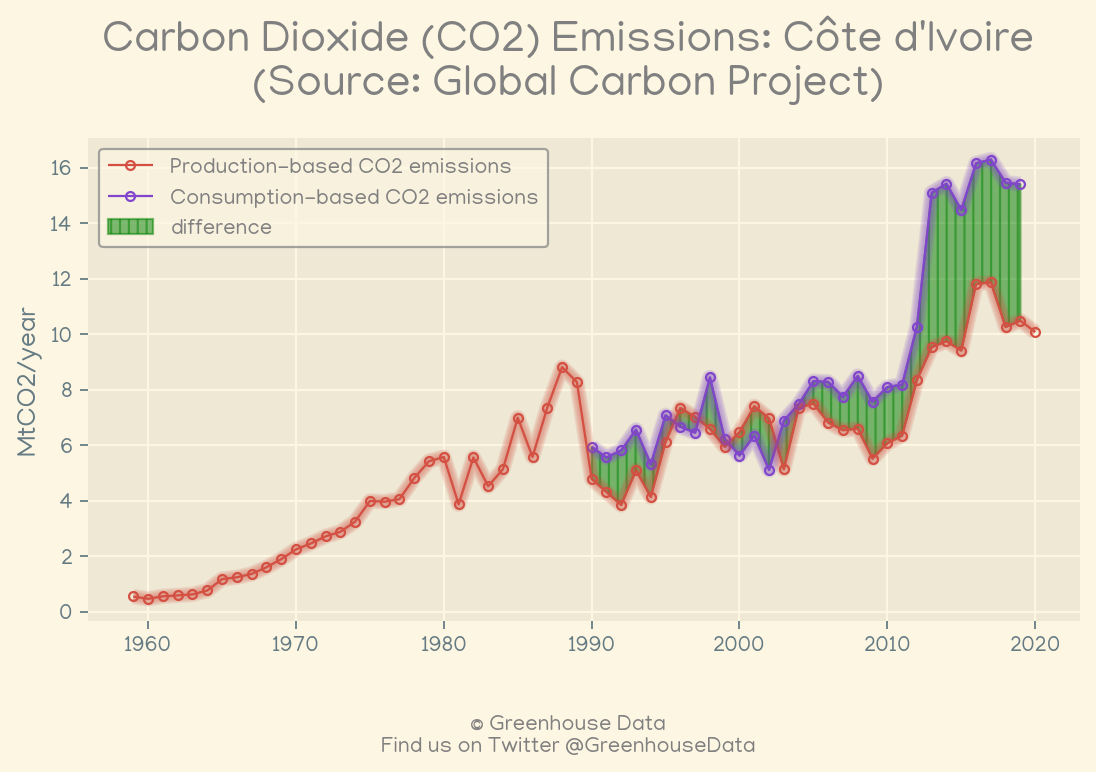 Carbon Dioxide (CO2) Emissions: Côte d'Ivoire
(Source: Global Carbon Project)
Production-based CO2 emissions
Consumption-based CO2 emissions
difference
MtCO2/year
16
14
12
10
8
6
4
2
0
1960 1970 1980 1990 2000 2010 2020
© Greenhouse Data
Find us on Twitter @GreenhouseData